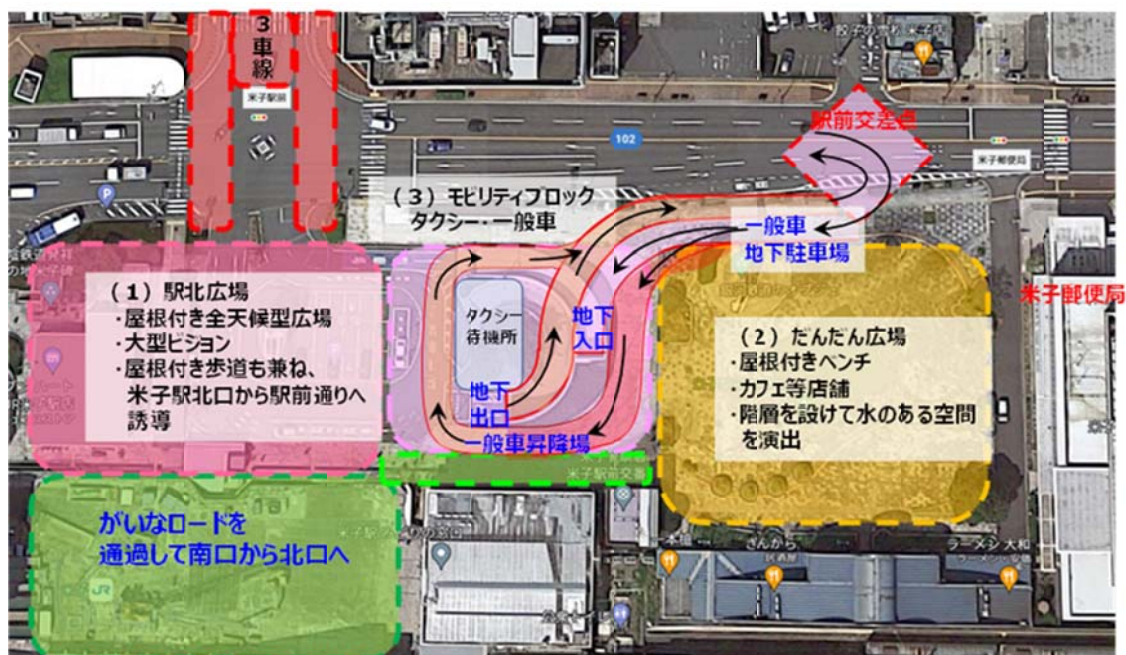 3
車
線
米子駅前
餃子の雪松 米子店
駅前交差点
102
米子郵便局
(3)モビリティブロック
タクシー・一般車
一般車
地下駐車場
(1)駅北広場
・屋根付き全天候型広場
・大型ビジョン
・屋根付き歩道も兼ね、
米子駅北口から駅前通りへ
誘導
タクシー
待機所
地下
入口
地下
出口
一般車昇降場
米子郵便局
(2)だんだん広場
・屋根付きベンチ
・カフェ等店舗
・階層を設けて水のある空間
を演出
米子駅前交番
がいなロードを
通過して南口から北口へ
JR
ラーメン 大和